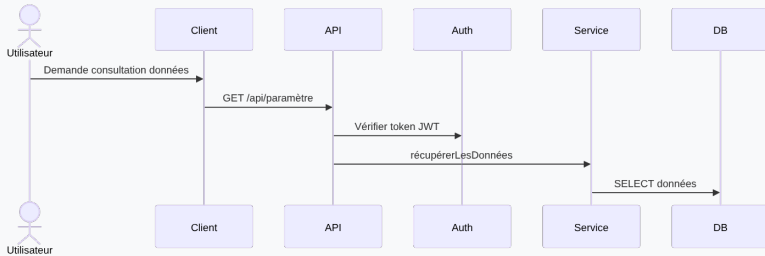 Utilisateur
Client
API
Auth
Service
DB
Demande consultation données
GET /api/paramètre
Vérifier token JWT
récupérerLesDonnées
SELECT données
Utilisateur
Client
API
Auth
Service
DB